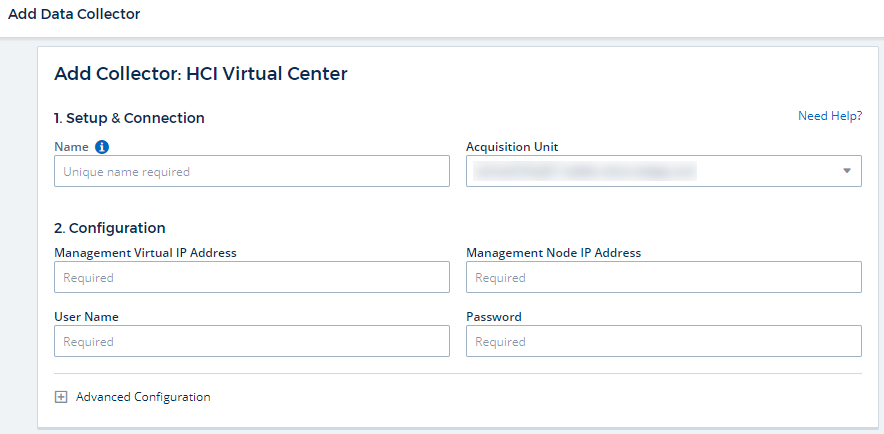 Add Data Collector
Add Collector: HCI Virtual Center
1. Setup & Connection
Need Help?
Name
Acquisition Unit
Unique name required
2. Configuration
Management Virtual IP Address
Management Node IP Address
Required
Required
User Name
Password
Required
Required
Advanced Configuration